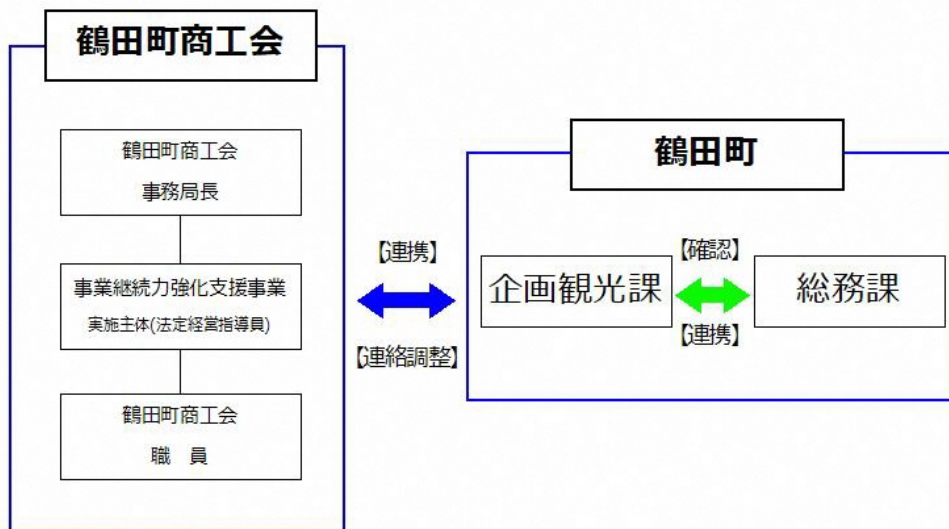 鶴田町商工会
鶴田町商工会
事務局長
事業継続力強化支援事業
実施主体(法定経営指導員)
鶴田町商工会
職　員
【連携】
【連絡調整】
鶴田町
企画観光課
【確認】
【連携】
総務課